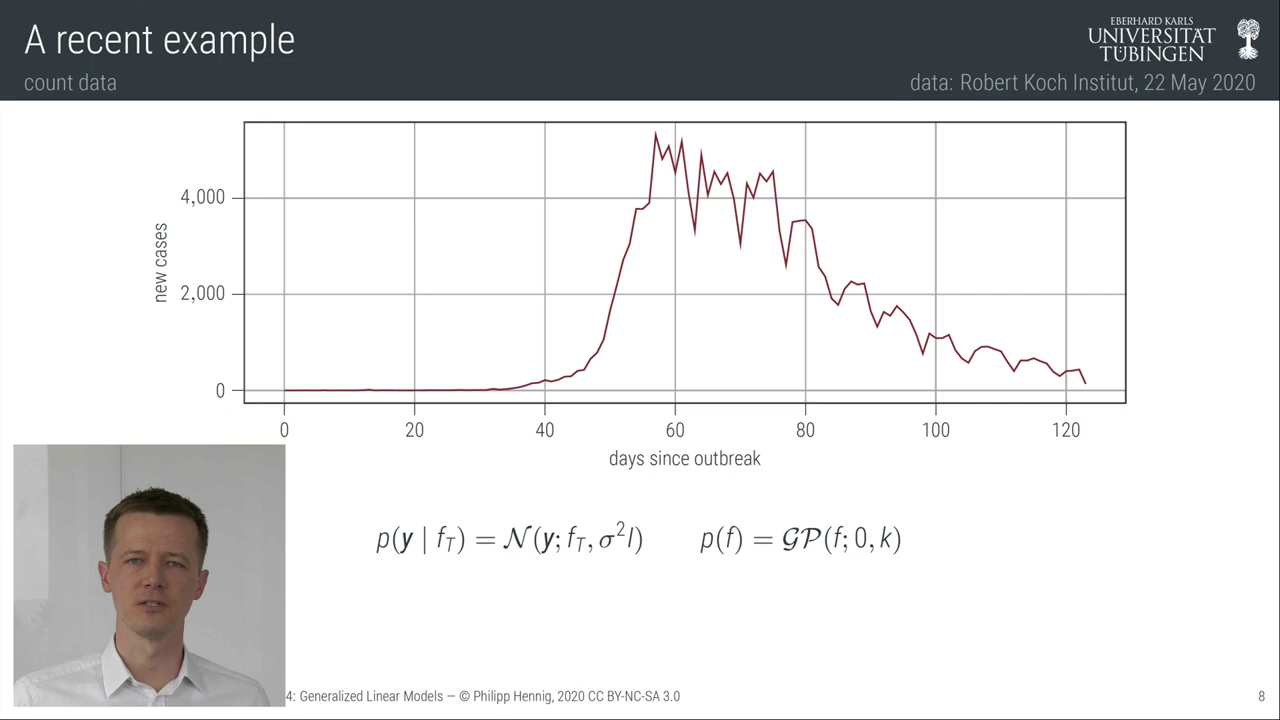 A recent example
EBERHARD KARLS
UNIVERSITÄT
TÜBINGEN
count data
data: Robert Koch Institut, 22 May 2020
4,000
2,000
0
new cases
0 20 40 60 80 100 120
days since outbreak
p(y | f_T) = 𝒩(y; f_T, σ²I) p(f) = 𝒢𝒫(f; 0, k)
4: Generalized Linear Models — © Philipp Hennig, 2020 CC BY-NC-SA 3.0
8